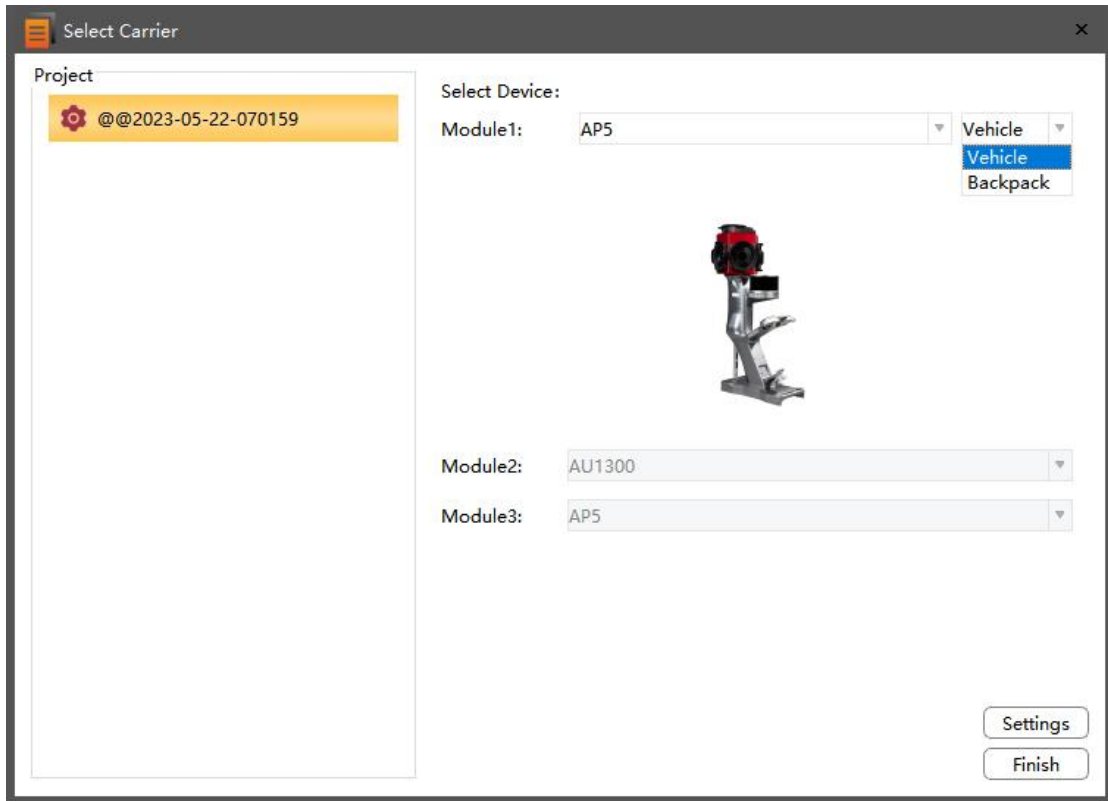 Select Carrier
Project
@@2023-05-22-070159
Select Device:
Module1: AP5 Vehicle
Vehicle
Backpack
Module2: AU1300
Module3: AP5
Settings
Finish